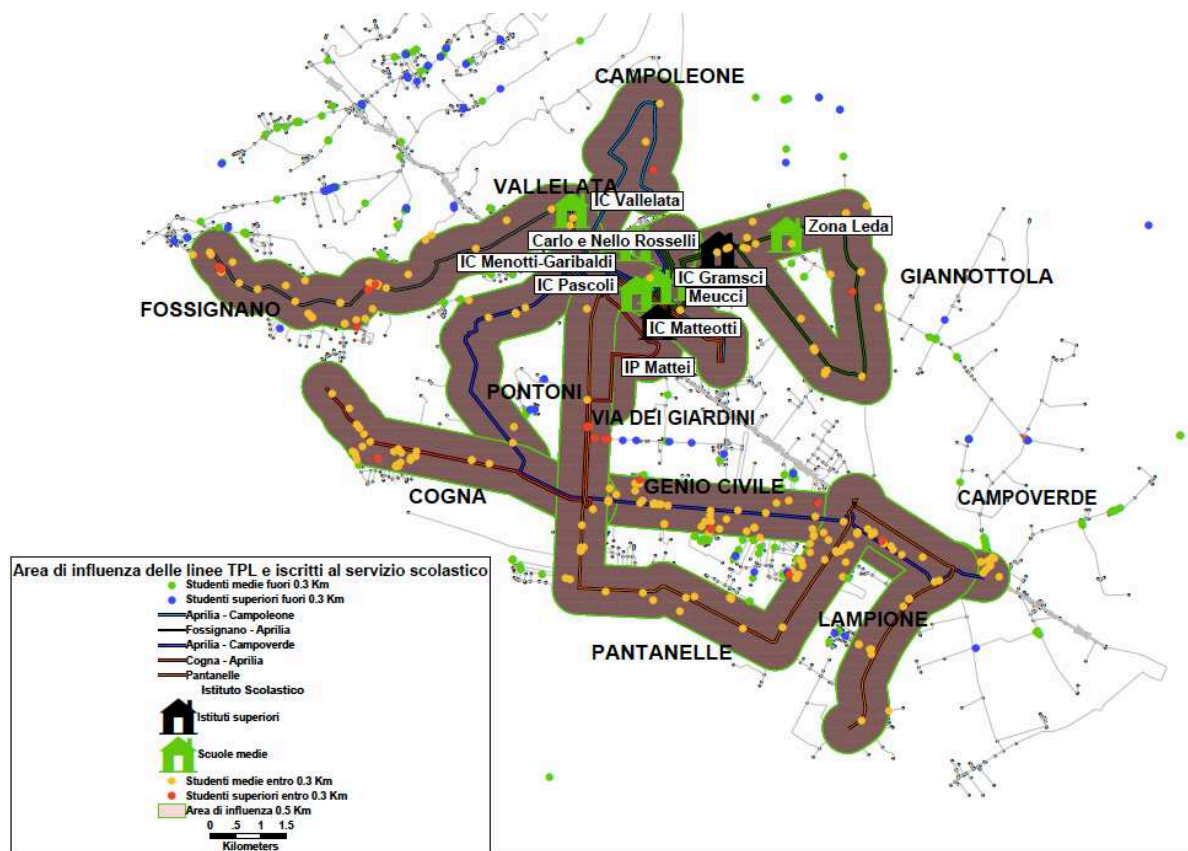 CAMPOLEONE
VALLELATA
IC Vallelata
Zona Leda
Carlo e Nello Rosselli
IC Menotti-Garibaldi
IC Gramsci
GIANNOTTOLA
IC Pascoli
Meucci
FOSSIGNANO
IC Matteotti
IP Mattei
PONTONI
VIA DEI GIARDINI
COGNA
GENIO CIVILE
CAMPOVERDE
LAMPIONE
PANTANELLE
Area di influenza delle linee TPL e iscritti al servizio scolastico
Studenti medie fuori 0.3 Km
Studenti superiori fuori 0.3 Km
Aprilia - Campoleone
Fossignano - Aprilia
Aprilia - Campoverde
Cogna - Aprilia
Pantanelle
Istituto Scolastico
Istituti superiori
Scuole medie
Studenti medie entro 0.3 Km
Studenti superiori entro 0.3 Km
Area di influenza 0.5 Km
0 .5 1 1.5
Kilometers